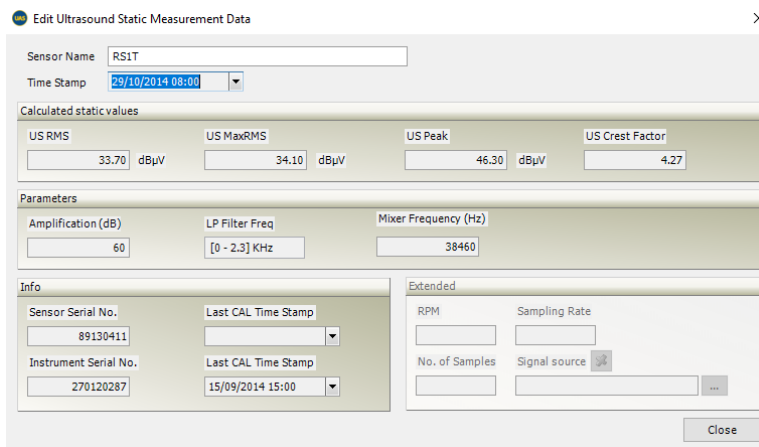 UAS Edit Ultrasound Static Measurement Data
Sensor Name RS1T
Time Stamp 29/10/2014 08:00
Calculated static values
US RMS US MaxRMS US Peak US Crest Factor
33.70 dBµV 34.10 dBµV 46.30 dBµV 4.27
Parameters
Amplification (dB) LP Filter Freq Mixer Frequency (Hz)
60 [0 - 2.3] KHz 38460
Info
Sensor Serial No. Last CAL Time Stamp
89130411
Instrument Serial No. Last CAL Time Stamp
270120287 15/09/2014 15:00
Extended
RPM Sampling Rate
No. of Samples Signal source
...
Close